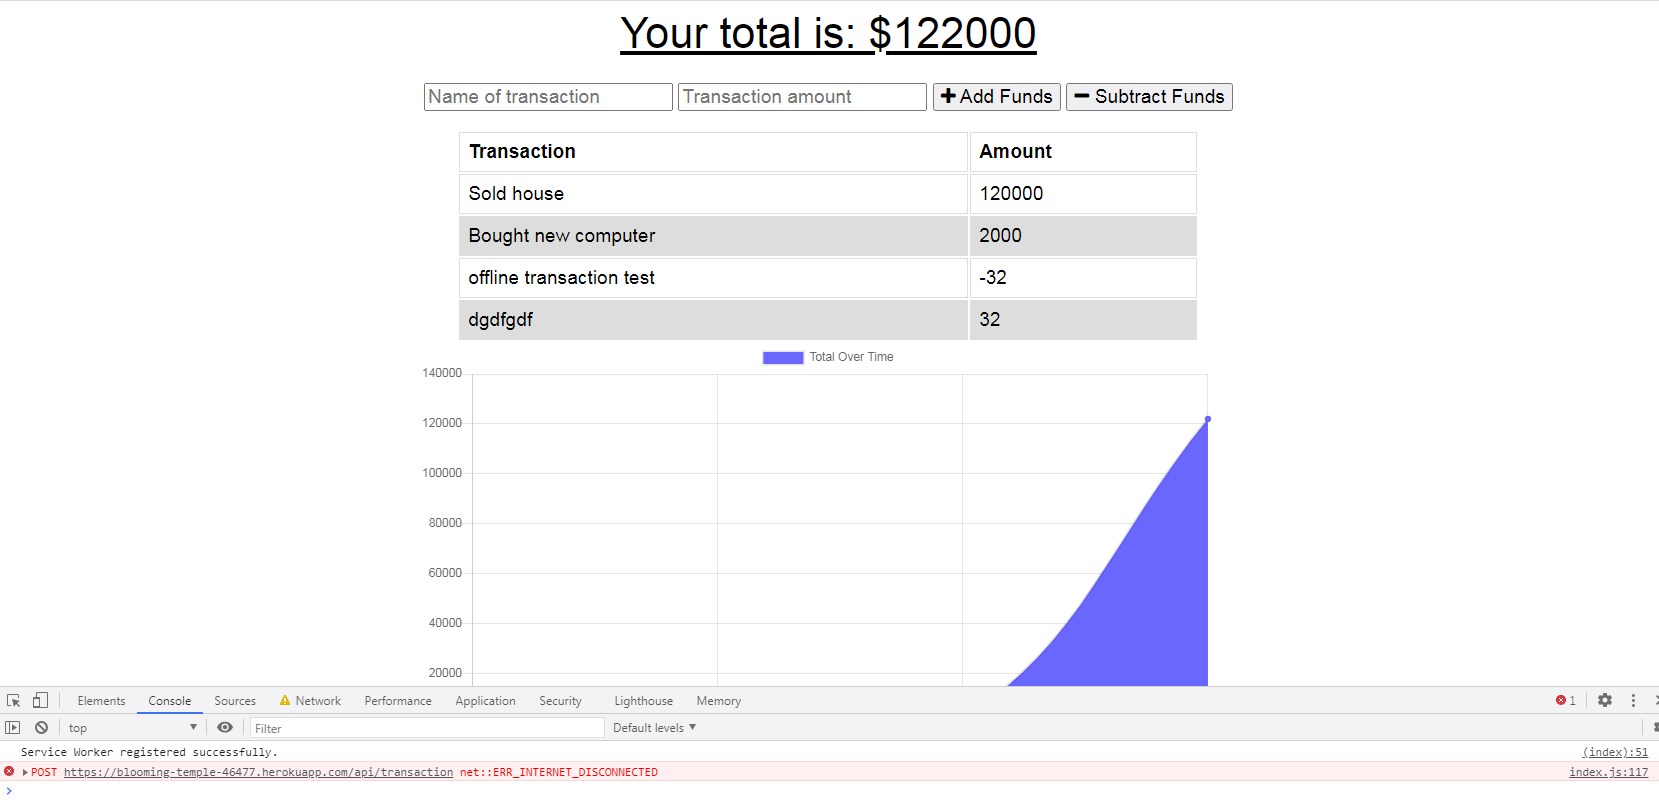 Your total is: $122000
Name of transaction Transaction amount Add Funds Subtract Funds
Transaction Amount
Sold house 120000
Bought new computer 2000
offline transaction test -32
dgdfgdf 32
Total Over Time
140000
120000
100000
80000
60000
40000
20000
Elements Console Sources Network Performance Application Security Lighthouse Memory 1
top Filter Default levels
Service Worker registered successfully. (index):51
POST https://blooming-temple-46477.herokuapp.com/api/transaction net::ERR_INTERNET_DISCONNECTED index.js:117